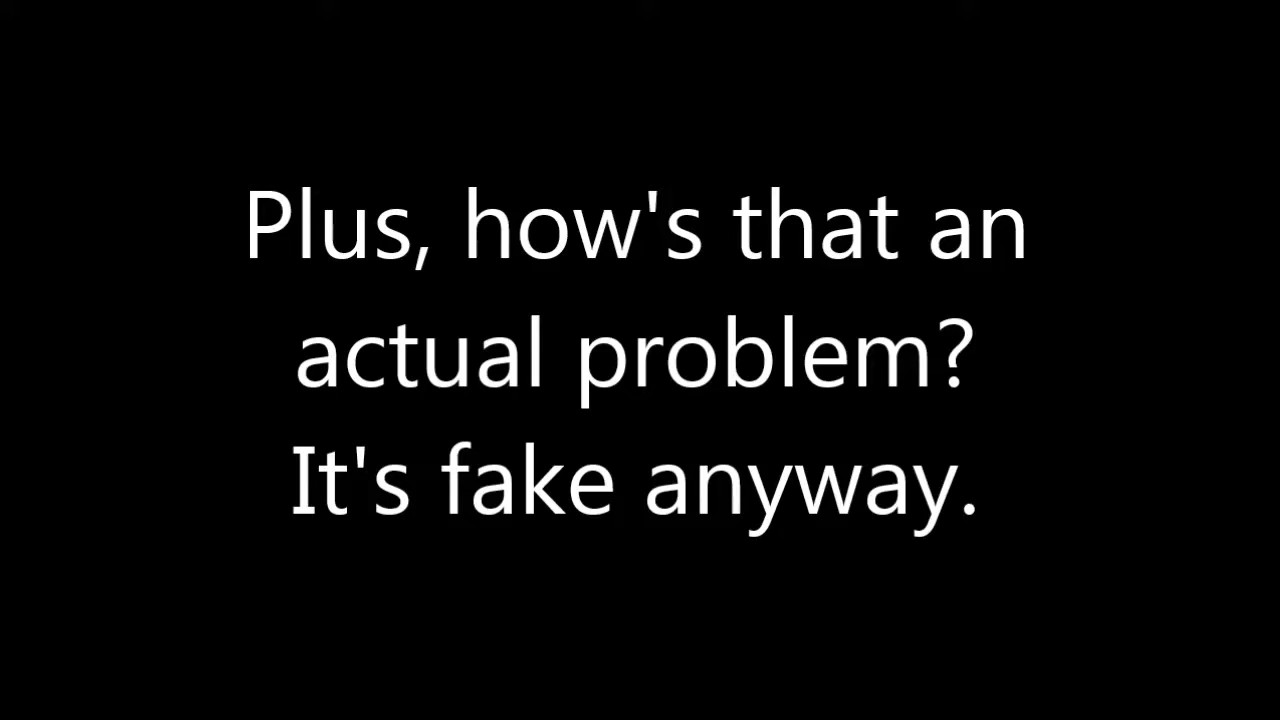 Plus, how's that an
actual problem?
It's fake anyway.